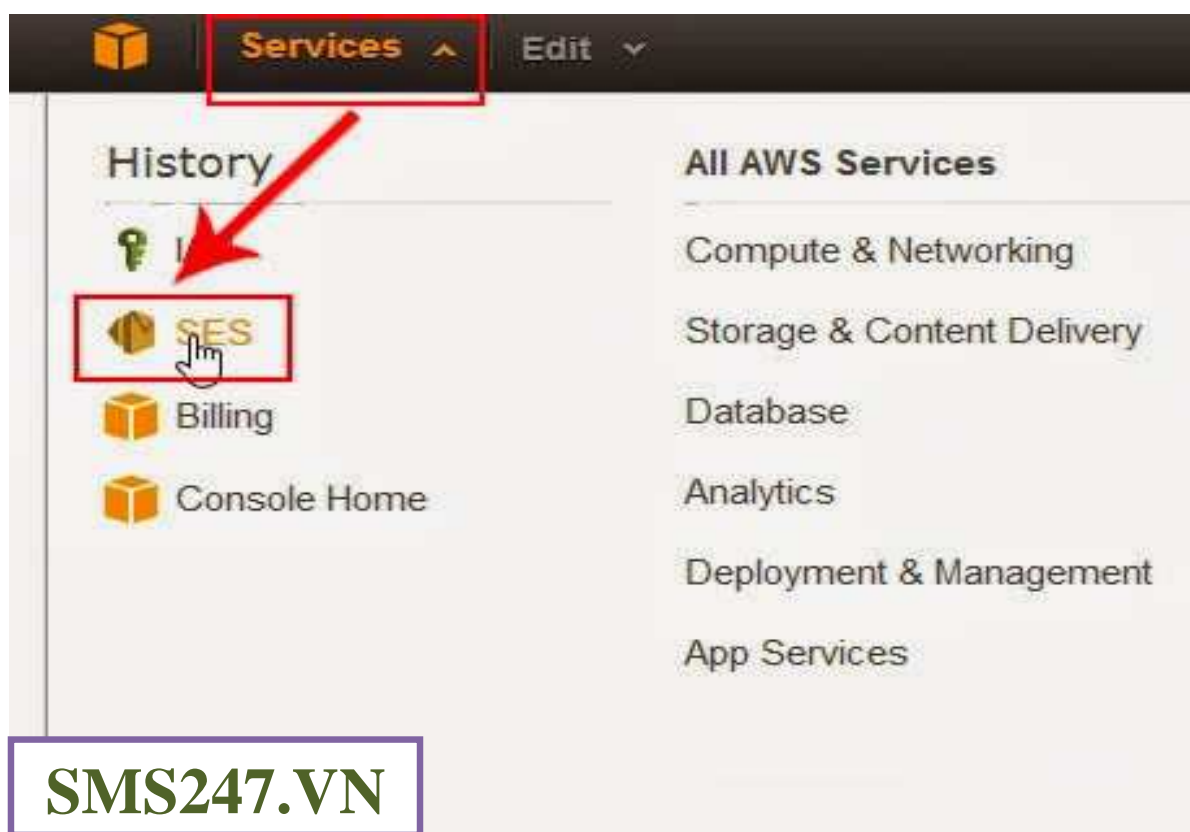 Services Edit
History
SES
Billing
Console Home
All AWS Services
Compute & Networking
Storage & Content Delivery
Database
Analytics
Deployment & Management
App Services
SMS247.VN